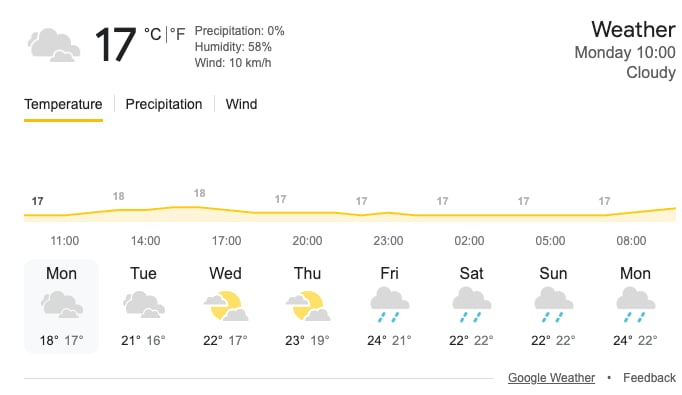 17 °C | °F
Precipitation: 0%
Humidity: 58%
Wind: 10 km/h
Weather
Monday 10:00
Cloudy
Temperature Precipitation Wind
17 18 18 17 17 17 17 17
11:00 14:00 17:00 20:00 23:00 02:00 05:00 08:00
Mon Tue Wed Thu Fri Sat Sun Mon
18° 17° 21° 16° 22° 17° 23° 19° 24° 21° 22° 22° 22° 22° 24° 22°
Google Weather • Feedback